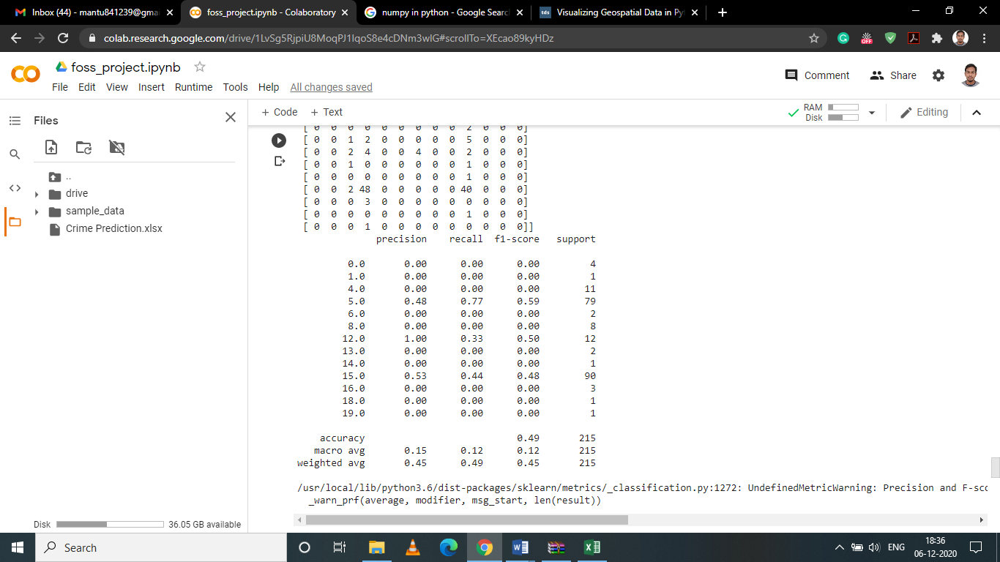 Inbox (44) - mantu841239@gma
foss_project.ipynb - Colaboratory
numpy in python - Google Searc
tds Visualizing Geospatial Data in Pyt
colab.research.google.com/drive/1LvSg5RjpiU8MoqPJ1IqoS8e4cDNm3wlG#scrollTo=XEcao89kyHDz
OFF
foss_project.ipynb
File Edit View Insert Runtime Tools Help All changes saved
Comment Share
Files
+ Code + Text
RAM
Disk
Editing
..
drive
sample_data
Crime Prediction.xlsx
[ 0 0 0 0 0 0 0 0 0 2 0 0 0]
[ 0 0 1 2 0 0 0 0 0 5 0 0 0]
[ 0 0 2 4 0 0 4 0 0 2 0 0 0]
[ 0 0 1 0 0 0 0 0 0 1 0 0 0]
[ 0 0 0 0 0 0 0 0 0 1 0 0 0]
[ 0 0 2 48 0 0 0 0 0 40 0 0 0]
[ 0 0 0 3 0 0 0 0 0 0 0 0 0]
[ 0 0 0 0 0 0 0 0 0 1 0 0 0]
[ 0 0 0 1 0 0 0 0 0 0 0 0 0]]
precision recall f1-score support
0.0 0.00 0.00 0.00 4
1.0 0.00 0.00 0.00 1
4.0 0.00 0.00 0.00 11
5.0 0.48 0.77 0.59 79
6.0 0.00 0.00 0.00 2
8.0 0.00 0.00 0.00 8
12.0 1.00 0.33 0.50 12
13.0 0.00 0.00 0.00 2
14.0 0.00 0.00 0.00 1
15.0 0.53 0.44 0.48 90
16.0 0.00 0.00 0.00 3
18.0 0.00 0.00 0.00 1
19.0 0.00 0.00 0.00 1
accuracy 0.49 215
macro avg 0.15 0.12 0.12 215
weighted avg 0.45 0.49 0.45 215
/usr/local/lib/python3.6/dist-packages/sklearn/metrics/_classification.py:1272: UndefinedMetricWarning: Precision and F-sco
_warn_prf(average, modifier, msg_start, len(result))
Disk 36.05 GB available
Search
ENG
18:36
06-12-2020